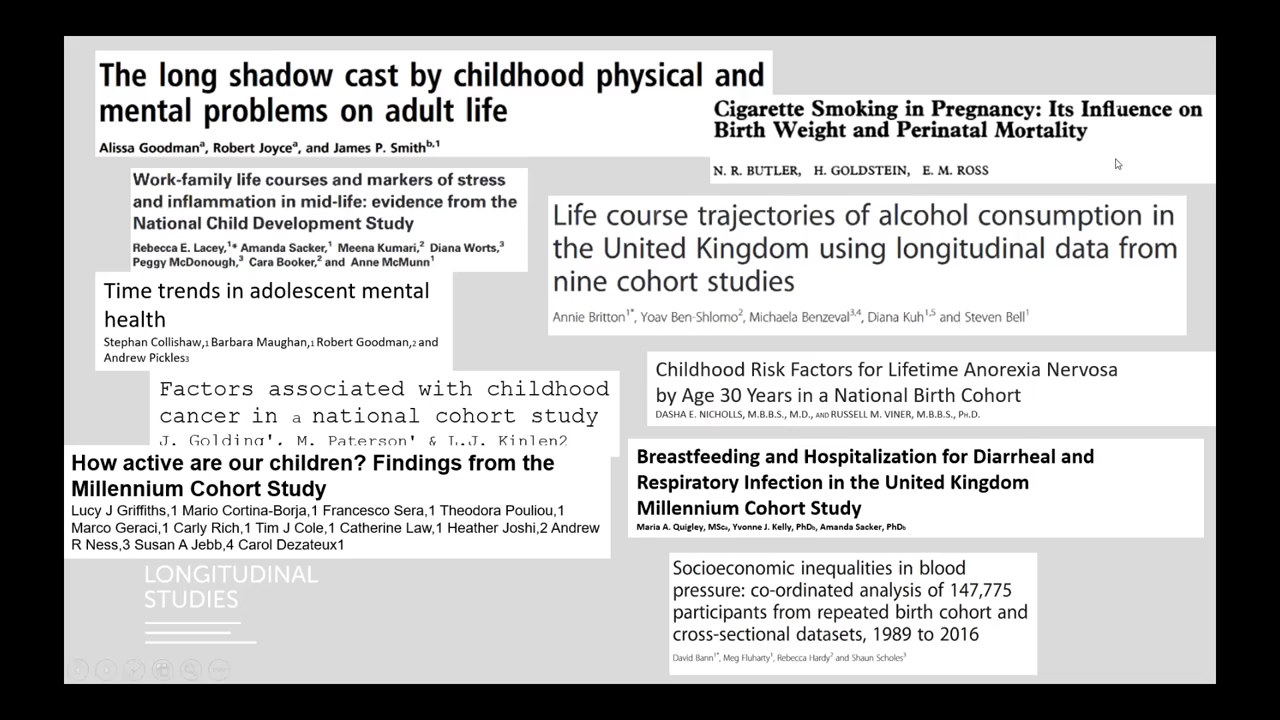 The long shadow cast by childhood physical and
mental problems on adult life
Alissa Goodmanᵃ, Robert Joyceᵃ, and James P. Smithᵇ,¹
Cigarette Smoking in Pregnancy: Its Influence on
Birth Weight and Perinatal Mortality
N. R. BUTLER, H. GOLDSTEIN, E. M. ROSS
Work-family life courses and markers of stress
and inflammation in mid-life: evidence from the
National Child Development Study
Rebecca E. Lacey,¹* Amanda Sacker,¹ Meena Kumari,² Diana Worts,³
Peggy McDonough,³ Cara Booker,² and Anne McMunn¹
Life course trajectories of alcohol consumption in
the United Kingdom using longitudinal data from
nine cohort studies
Annie Britton¹*, Yoav Ben-Shlomo², Michaela Benzeval³,⁴, Diana Kuh¹,⁵ and Steven Bell¹
Time trends in adolescent mental
health
Stephan Collishaw,1 Barbara Maughan,1 Robert Goodman,2 and
Andrew Pickles3
Childhood Risk Factors for Lifetime Anorexia Nervosa
by Age 30 Years in a National Birth Cohort
DASHA E. NICHOLLS, M.B.B.S., M.D., AND RUSSELL M. VINER, M.B.B.S., Ph.D.
Factors associated with childhood
cancer in a national cohort study
J. Golding', M. Paterson' & L.J. Kinlen2
How active are our children? Findings from the
Millennium Cohort Study
Lucy J Griffiths,1 Mario Cortina-Borja,1 Francesco Sera,1 Theodora Pouliou,1
Marco Geraci,1 Carly Rich,1 Tim J Cole,1 Catherine Law,1 Heather Joshi,2 Andrew
R Ness,3 Susan A Jebb,4 Carol Dezateux1
Breastfeeding and Hospitalization for Diarrheal and
Respiratory Infection in the United Kingdom
Millennium Cohort Study
Maria A. Quigley, MSca, Yvonne J. Kelly, PhDb, Amanda Sacker, PhDb
LONGITUDINAL
STUDIES
Socioeconomic inequalities in blood
pressure: co-ordinated analysis of 147,775
participants from repeated birth cohort and
cross-sectional datasets, 1989 to 2016
David Bann¹*, Meg Fluharty¹, Rebecca Hardy² and Shaun Scholes³